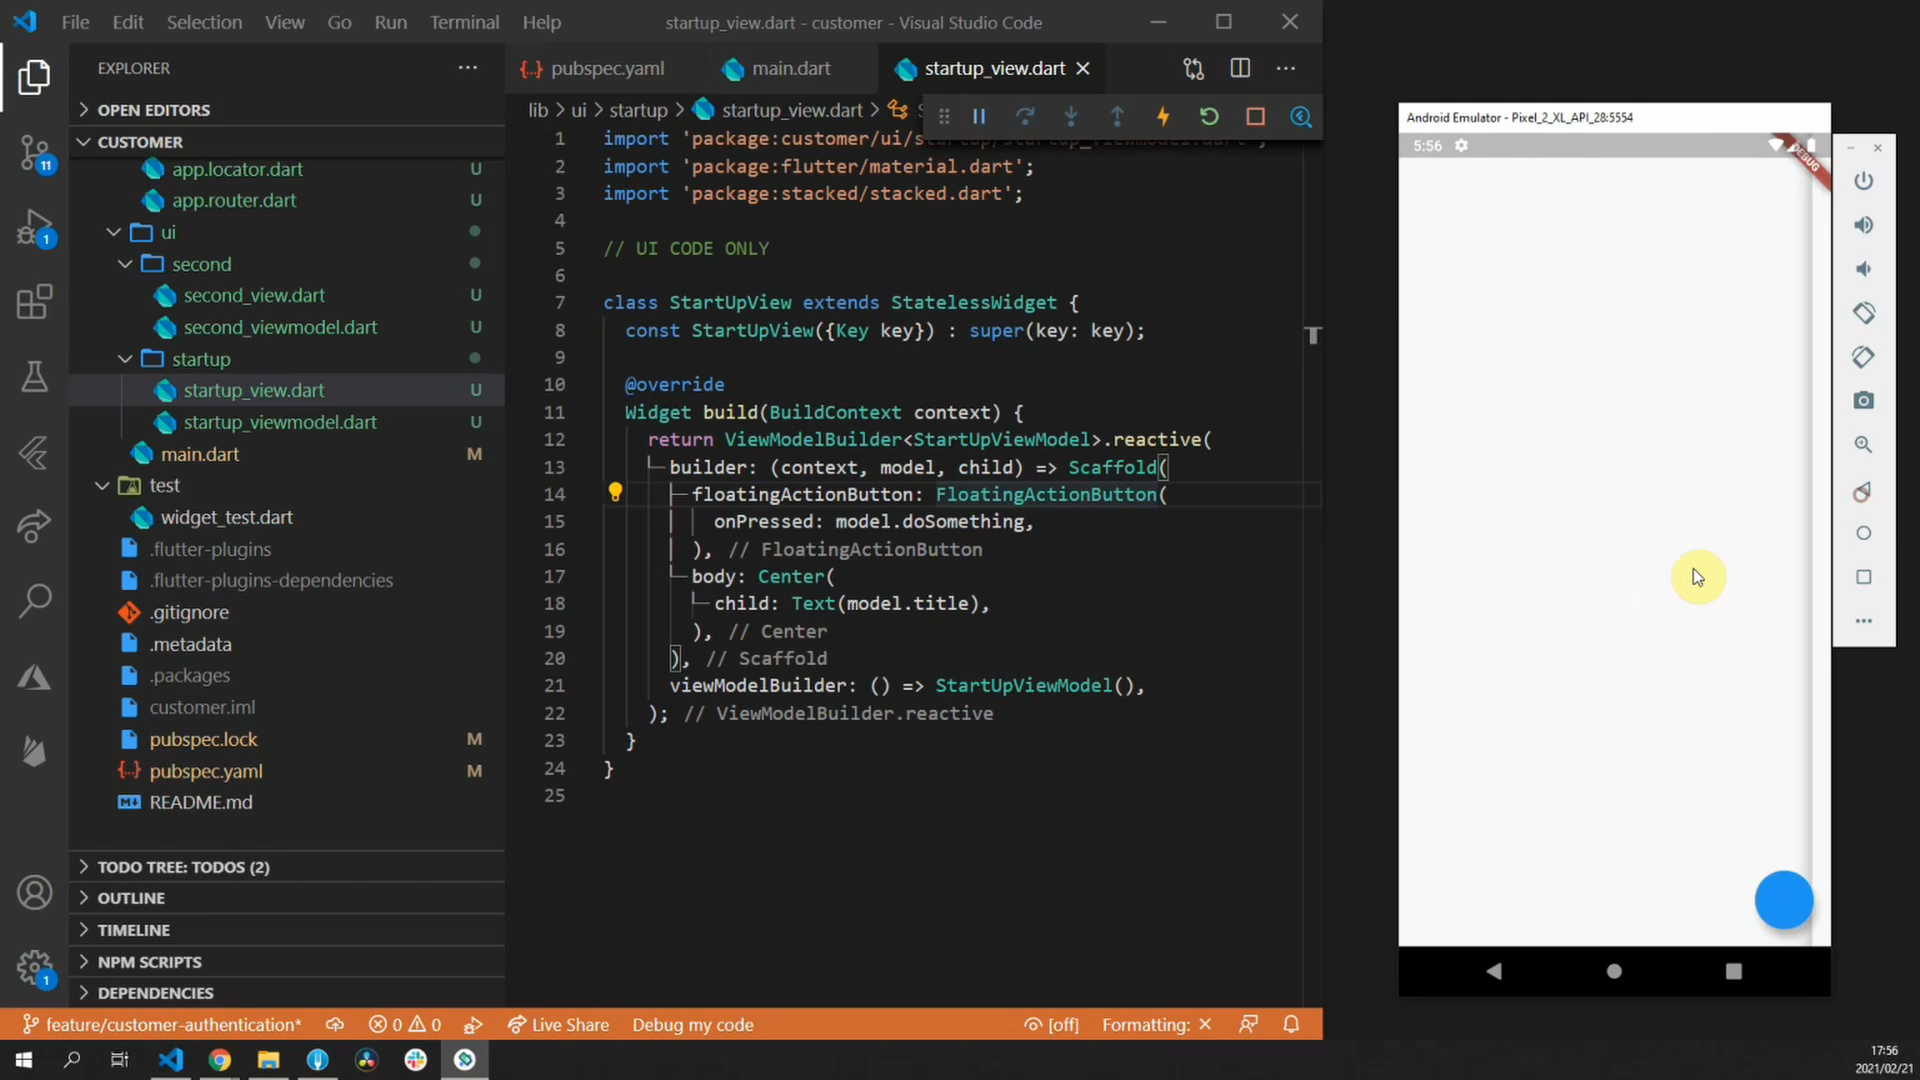 File Edit Selection View Go Run Terminal Help
startup_view.dart - customer - Visual Studio Code
EXPLORER
OPEN EDITORS
CUSTOMER
app.locator.dart U
app.router.dart U
ui
second
second_view.dart U
second_viewmodel.dart U
startup
startup_view.dart U
startup_viewmodel.dart U
main.dart M
test
widget_test.dart
.flutter-plugins
.flutter-plugins-dependencies
.gitignore
.metadata
.packages
customer.iml
pubspec.lock M
pubspec.yaml M
README.md
TODO TREE: TODOS (2)
OUTLINE
TIMELINE
NPM SCRIPTS
DEPENDENCIES
11
1
1
pubspec.yaml main.dart startup_view.dart
lib > ui > startup > startup_view.dart >
1 import 'package:customer/ui/startup/startup_viewmodel.dart';
2 import 'package:flutter/material.dart';
3 import 'package:stacked/stacked.dart';
4
5 // UI CODE ONLY
6
7 class StartUpView extends StatelessWidget {
8 const StartUpView({Key key}) : super(key: key);
9
10 @override
11 Widget build(BuildContext context) {
12 return ViewModelBuilder<StartUpViewModel>.reactive(
13 builder: (context, model, child) => Scaffold(
14 floatingActionButton: FloatingActionButton(
15 onPressed: model.doSomething,
16 ), // FloatingActionButton
17 body: Center(
18 child: Text(model.title),
19 ), // Center
20 ), // Scaffold
21 viewModelBuilder: () => StartUpViewModel(),
22 ); // ViewModelBuilder.reactive
23 }
24 }
25
feature/customer-authentication* 0 0 Live Share Debug my code [off] Formatting: ✕
Android Emulator - Pixel_2_XL_API_28:5554
5:56
DEBUG
17:56
2021/02/21